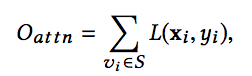 O_{attn} = \sum_{v_i \in S} L(\mathbf{x}_i, y_i),